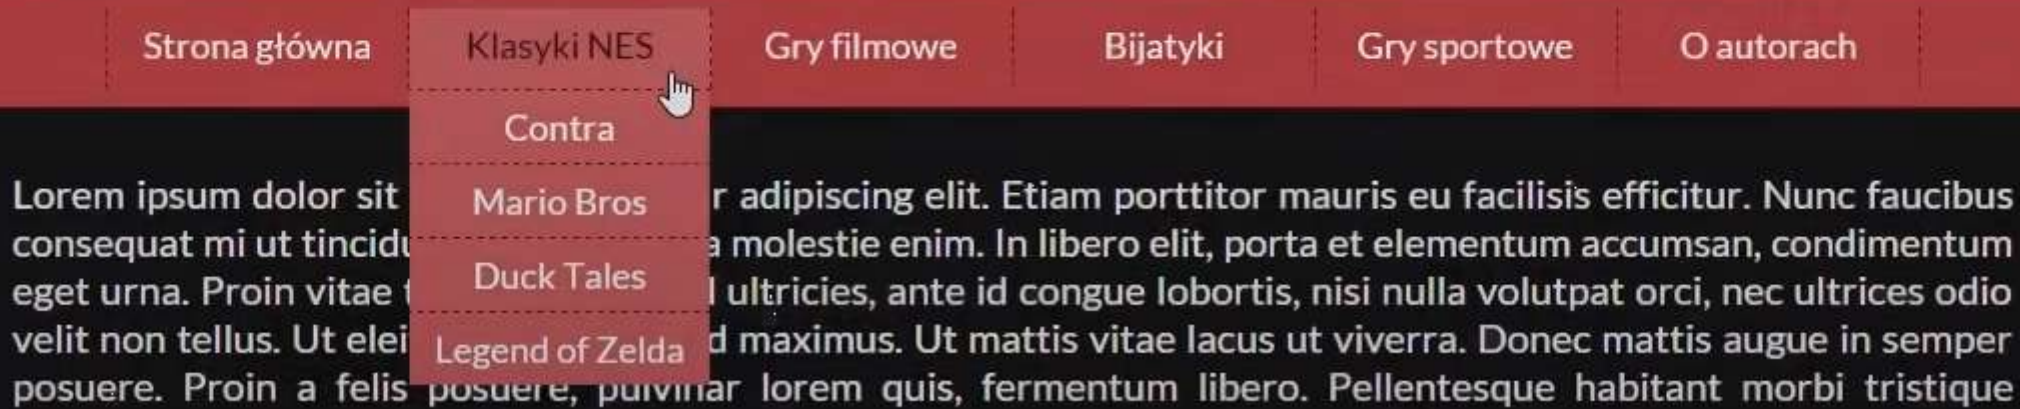 Strona główna Klasyki NES Gry filmowe Bijatyki Gry sportowe O autorach
Contra
Mario Bros
Duck Tales
Legend of Zelda
Lorem ipsum dolor sit r adipiscing elit. Etiam porttitor mauris eu facilisis efficitur. Nunc faucibus
consequat mi ut tincidu a molestie enim. In libero elit, porta et elementum accumsan, condimentum
eget urna. Proin vitae ultricies, ante id congue lobortis, nisi nulla volutpat orci, nec ultrices odio
velit non tellus. Ut elei d maximus. Ut mattis vitae lacus ut viverra. Donec mattis augue in semper
posuere. Proin a felis posuere, pulvinar lorem quis, fermentum libero. Pellentesque habitant morbi tristique